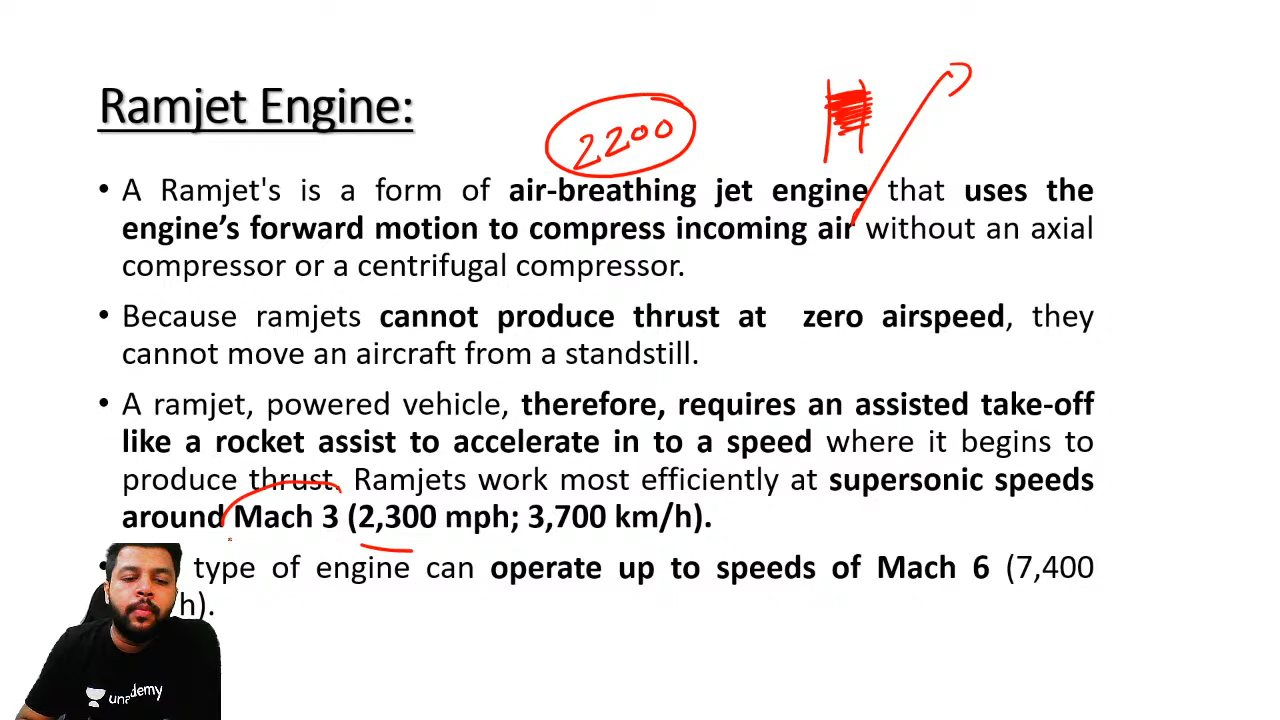 Ramjet Engine:
2200
• A Ramjet's is a form of air-breathing jet engine that uses the
engine's forward motion to compress incoming air without an axial
compressor or a centrifugal compressor.
• Because ramjets cannot produce thrust at zero airspeed, they
cannot move an aircraft from a standstill.
• A ramjet, powered vehicle, therefore, requires an assisted take-off
like a rocket assist to accelerate in to a speed where it begins to
produce thrust. Ramjets work most efficiently at supersonic speeds
around Mach 3 (2,300 mph; 3,700 km/h).
• type of engine can operate up to speeds of Mach 6 (7,400
h).
unacademy